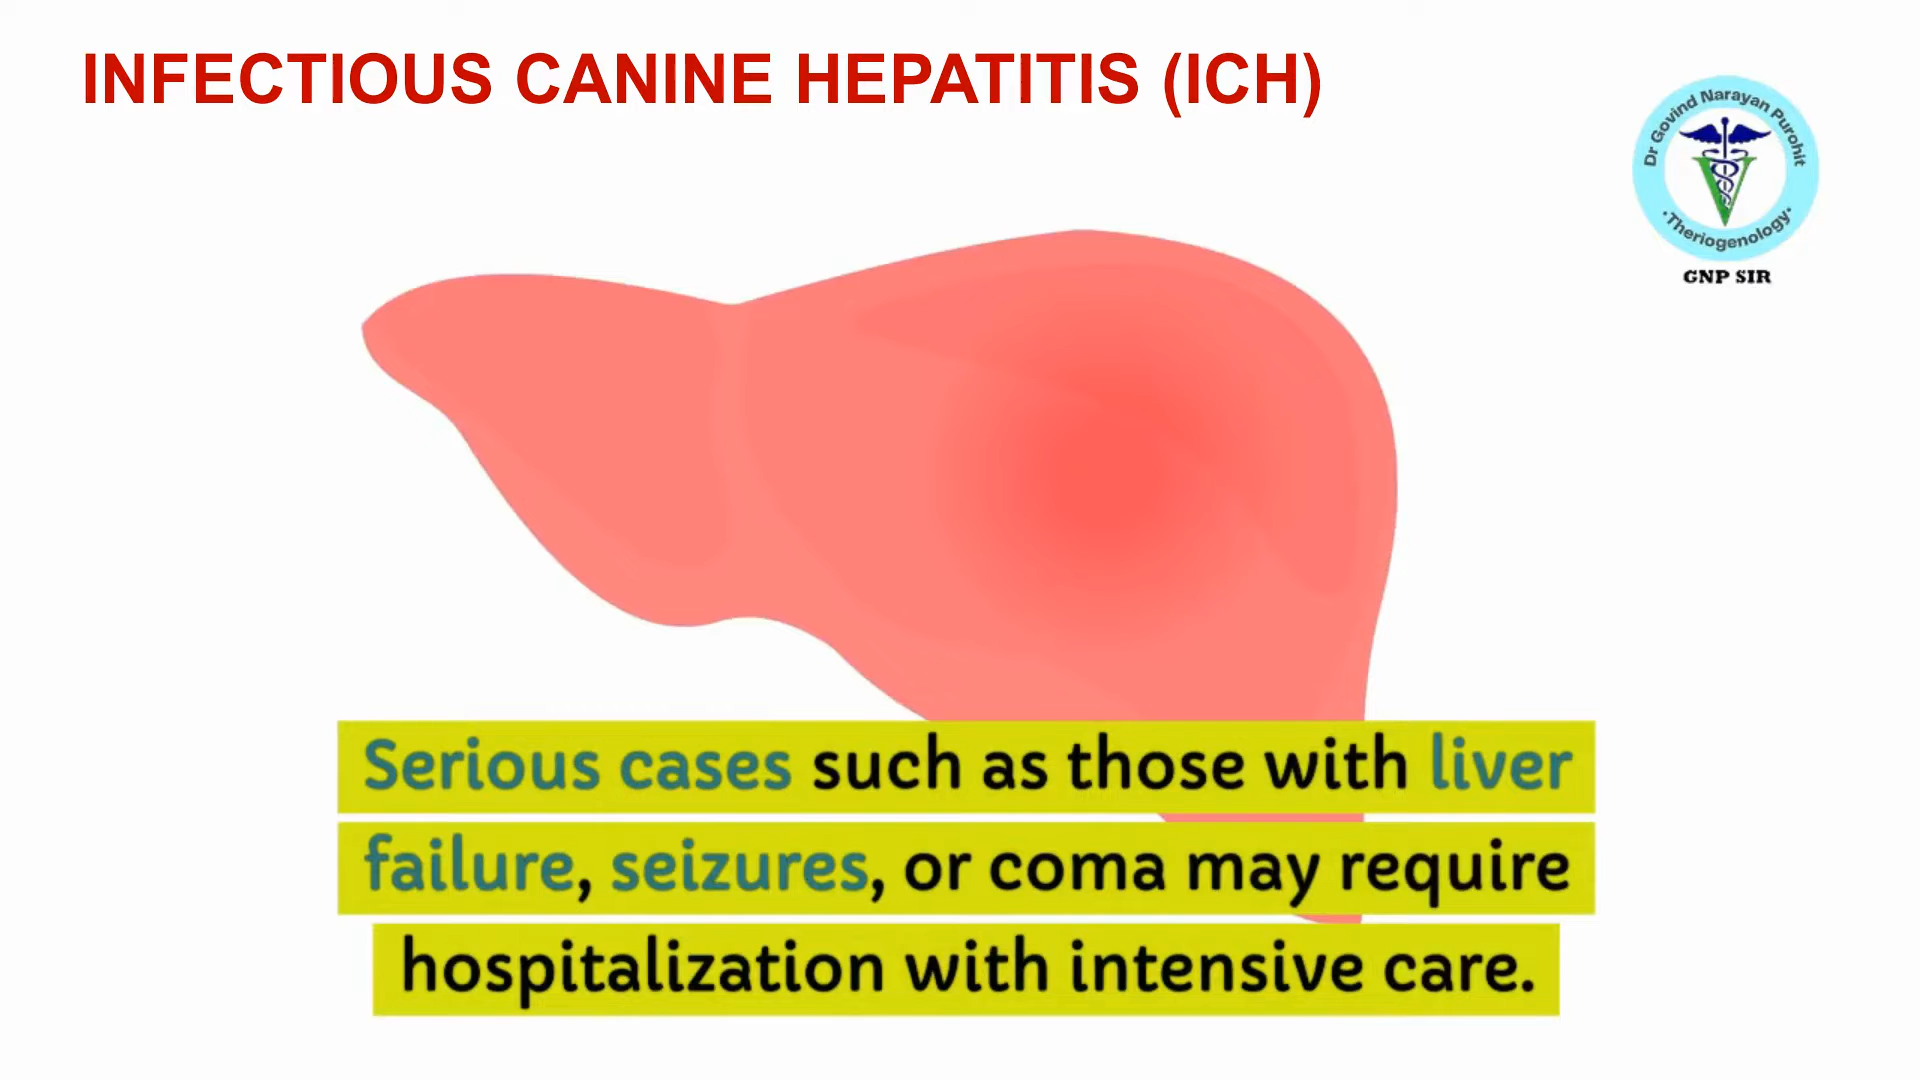 INFECTIOUS CANINE HEPATITIS (ICH)
Dr Govind Narayan Purohit
·Theriogenology·
GNP SIR
Serious cases such as those with liver
failure, seizures, or coma may require
hospitalization with intensive care.